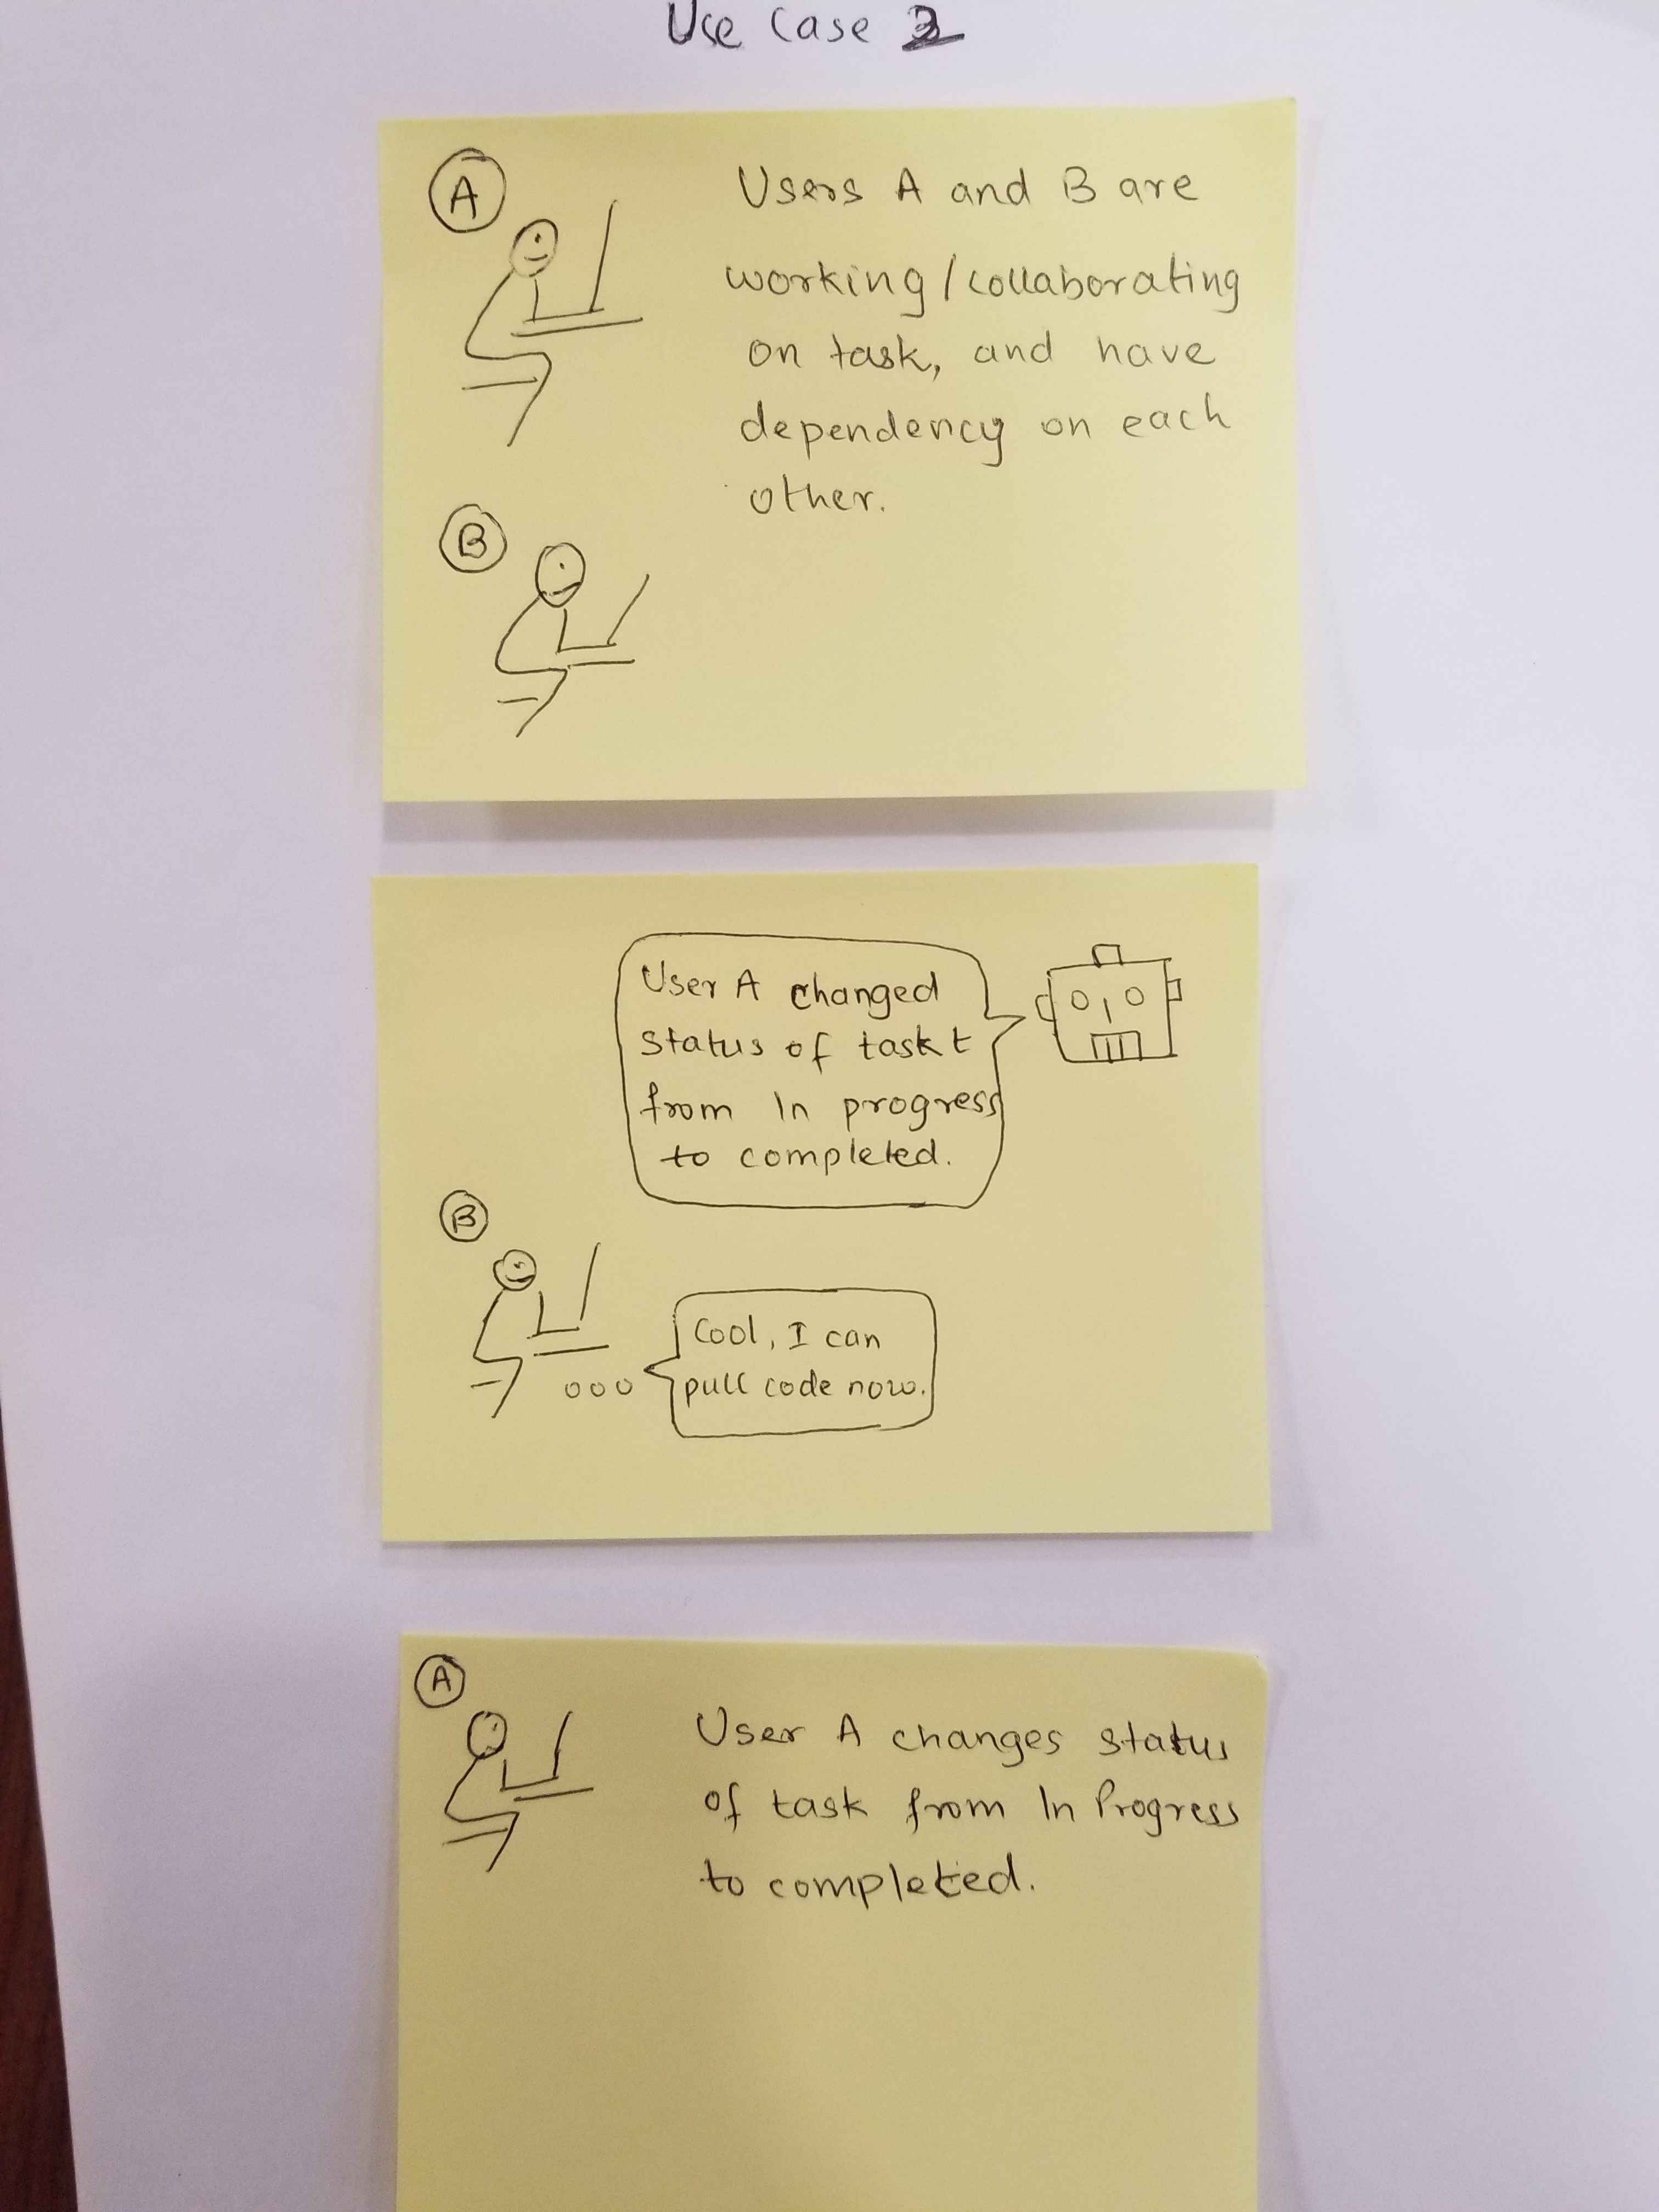 Use Case
A
Users A and B are
working/collaborating
on task, and have
dependency on each
other.
B
User A changed
status of task t
from In progress
to completed.
B
Cool, I can
pull code now.
A
User A changes status
of task from In Progress
to completed.